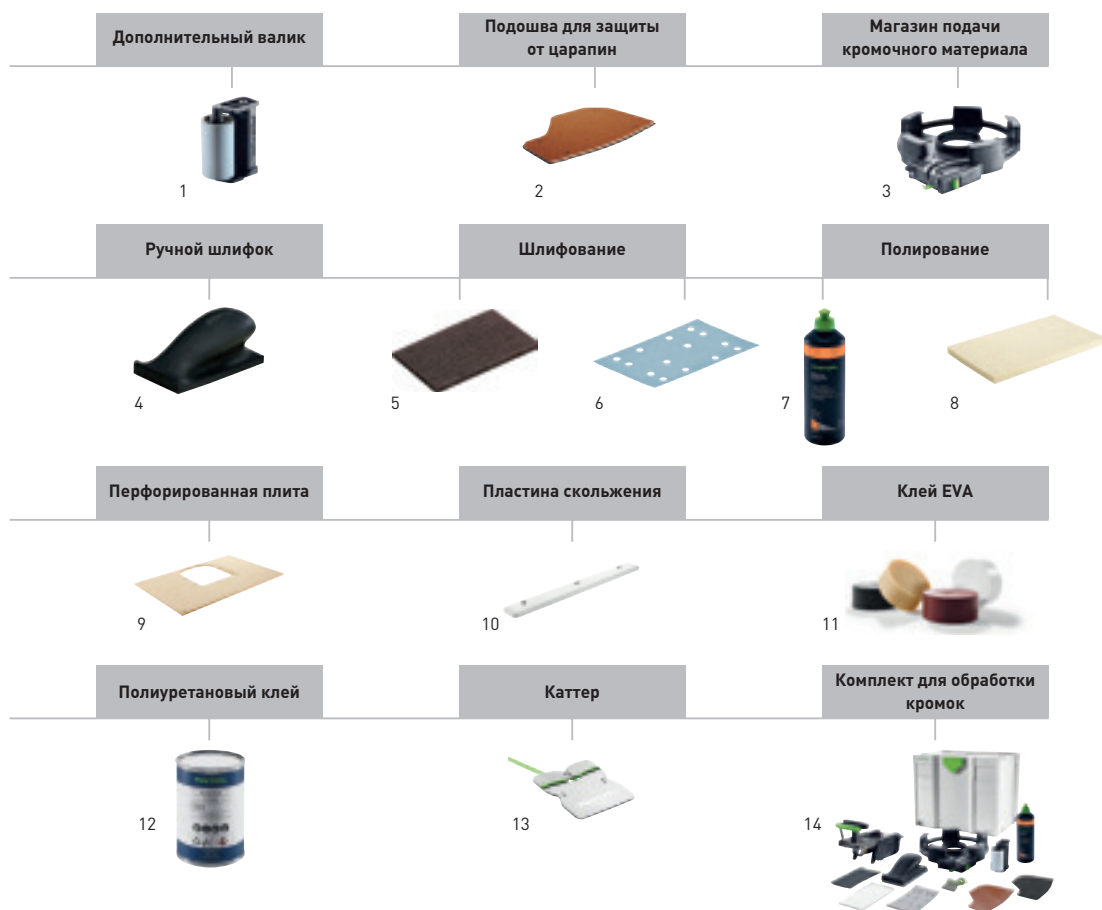 Дополнительный валик
Подошва для защиты
от царапин
Магазин подачи
кромочного материала
1
2
3
Ручной шлифок
Шлифование
Полирование
4
5
6
7
8
Перфорированная плита
Пластина скольжения
Клей EVA
9
10
11
Полиуретановый клей
Каттер
Комплект для обработки
кромок
12
13
14